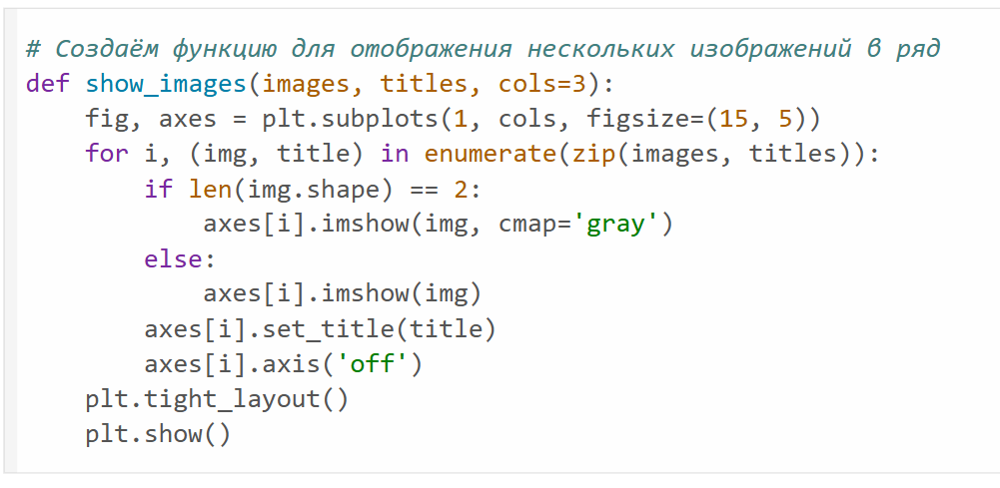 # Создаём функцию для отображения нескольких изображений в ряд
def show_images(images, titles, cols=3):
    fig, axes = plt.subplots(1, cols, figsize=(15, 5))
    for i, (img, title) in enumerate(zip(images, titles)):
        if len(img.shape) == 2:
            axes[i].imshow(img, cmap='gray')
        else:
            axes[i].imshow(img)
        axes[i].set_title(title)
        axes[i].axis('off')
    plt.tight_layout()
    plt.show()